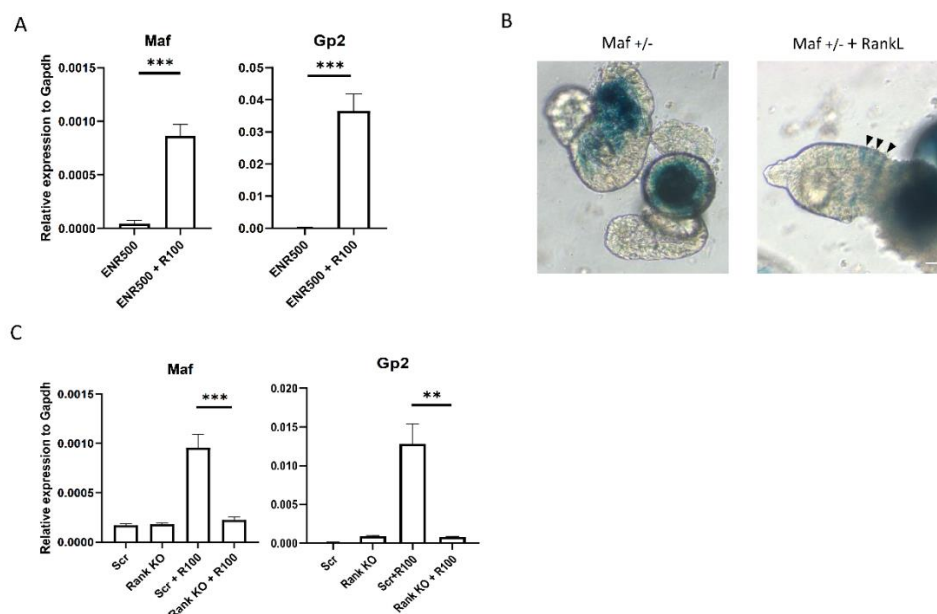 A
Maf
Gp2
Relative expression to Gapdh
0.0015
0.0010
0.0005
0.0000
***
ENR500
ENR500 + R100
0.05
0.04
0.03
0.02
0.01
0.00
***
ENR500
ENR500 + R100
B
Maf +/-
Maf +/- + RankL
C
Maf
Gp2
Relative expression to Gapdh
0.0015
0.0010
0.0005
0.0000
***
Scr
Rank KO
Scr + R100
Rank KO + R100
0.020
0.015
0.010
0.005
0.000
**
Scr
Rank KO
Scr+R100
Rank KO + R100